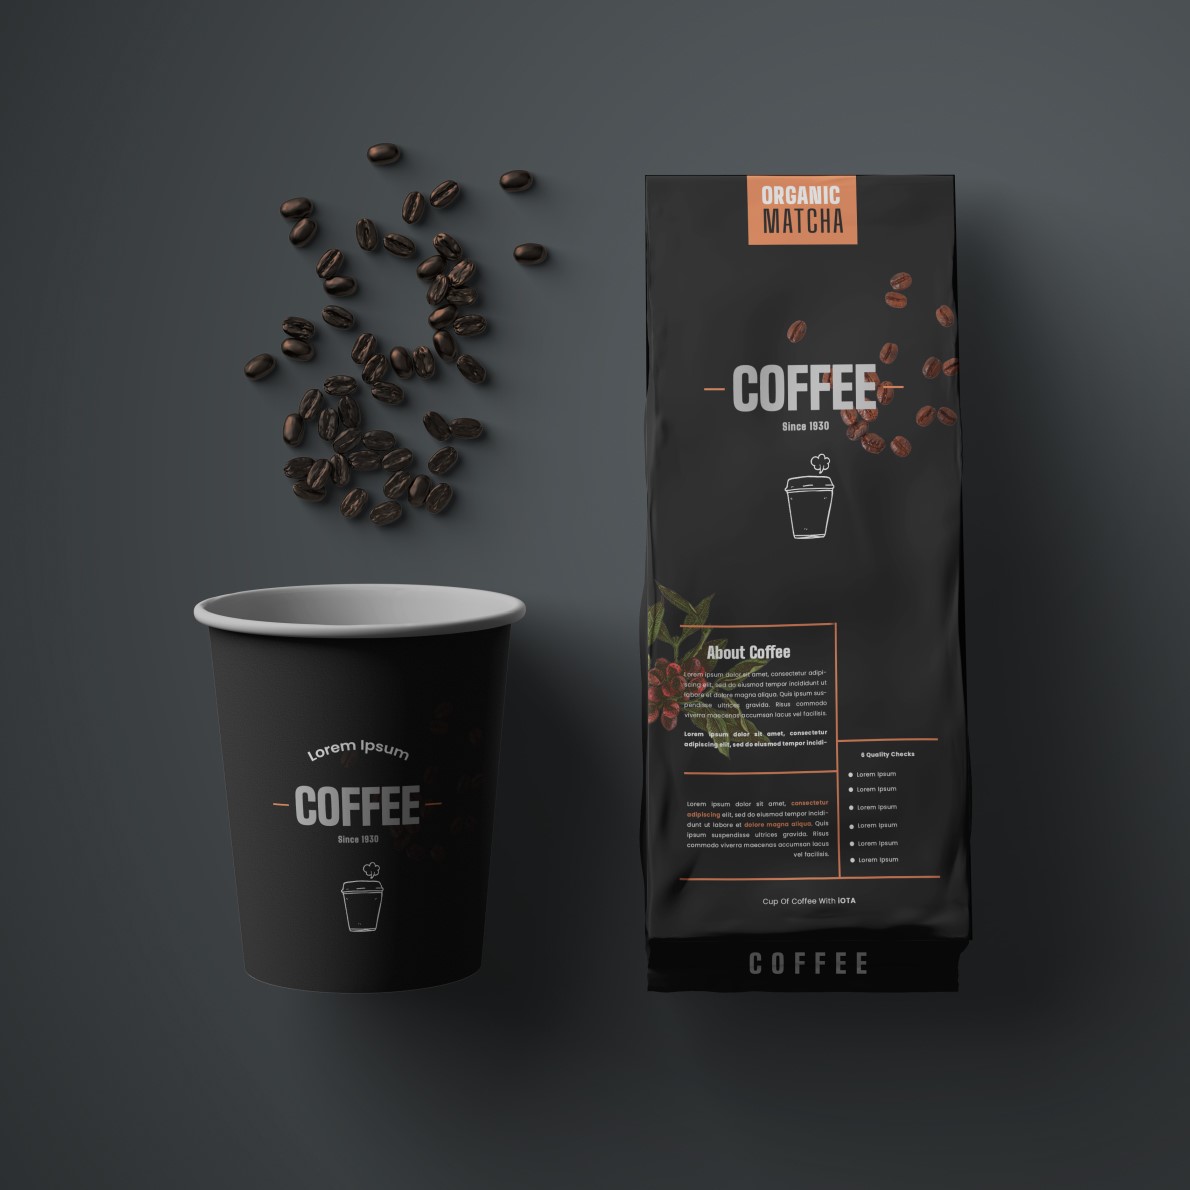 ORGANIC
MATCHA
COFFEE
Since 1930
About Coffee
Lorem ipsum dolor sit amet, consectetur adipi-
scing elit, sed do eiusmod tempor incididunt ut
labore et dolore magna aliqua. Quis ipsum sus-
pendisse ultrices gravida. Risus commodo
viverra maecenas accumsan lacus vel facilisis.
Lorem ipsum dolor sit amet, consectetur
adipiscing elit, sed do eiusmod tempor incidi-
Lorem ipsum dolor sit amet, consectetur
adipiscing elit, sed do eiusmod tempor incidi-
dunt ut labore et dolore magna aliqua. Quis
ipsum suspendisse ultrices gravida. Risus
commodo viverra maecenas accumsan lacus
vel facilisis.
6 Quality Checks
Lorem Ipsum
Lorem Ipsum
Lorem Ipsum
Lorem Ipsum
Lorem Ipsum
Lorem Ipsum
Cup Of Coffee With iOTA
COFFEE
Lorem Ipsum
COFFEE
Since 1930